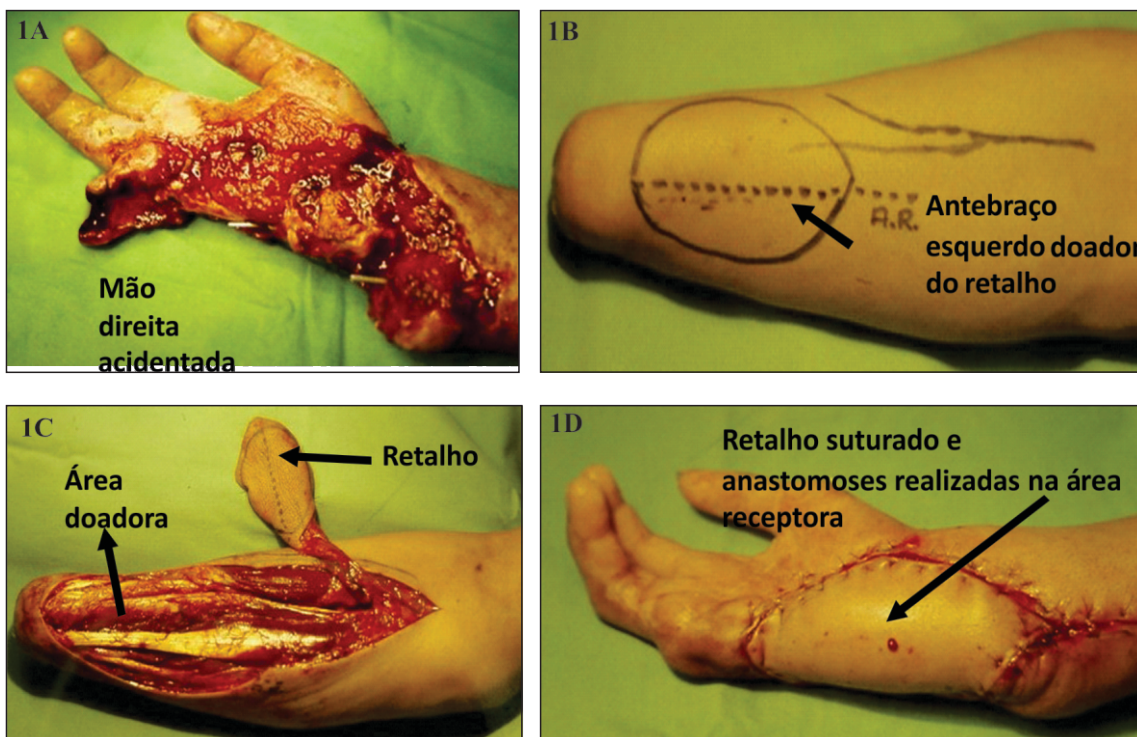 1A
Mão
direita
acidentada
1B
A.R.
Antebraço
esquerdo doador
do retalho
1C
Área
doadora
Retalho
1D
Retalho suturado e
anastomoses realizadas na área
receptora